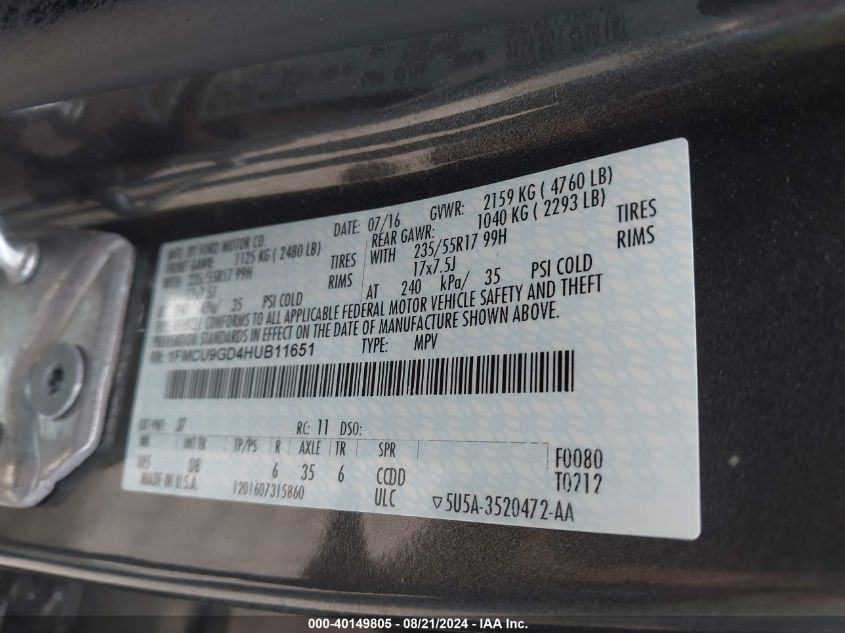 MFD. BY FORD MOTOR CO.
DATE: 07/16 GVWR: 2159 KG ( 4760 LB)
FRONT GAWR: 1125 KG ( 2480 LB) REAR GAWR: 1040 KG ( 2293 LB)
235/55R17 99H TIRES WITH 235/55R17 99H TIRES
17x7.5J RIMS 17x7.5J RIMS
AT 240 kPa/ 35 PSI COLD AT 240 kPa/ 35 PSI COLD
THIS VEHICLE CONFORMS TO ALL APPLICABLE FEDERAL MOTOR VEHICLE SAFETY AND THEFT
PREVENTION STANDARDS IN EFFECT ON THE DATE OF MANUFACTURE SHOWN ABOVE.
VIN: 1FMCU9GD4HUB11651 TYPE: MPV
EXT PNT: J7 RC: 11 DSO:
WB INT TR TP/PS R AXLE TR SPR
105 DB 6 35 6 CCDD
MADE IN U.S.A. 1201607315860 ULC
F0080
T0212
▽5U5A-3520472-AA
000-40149805 - 08/21/2024 - IAA Inc.